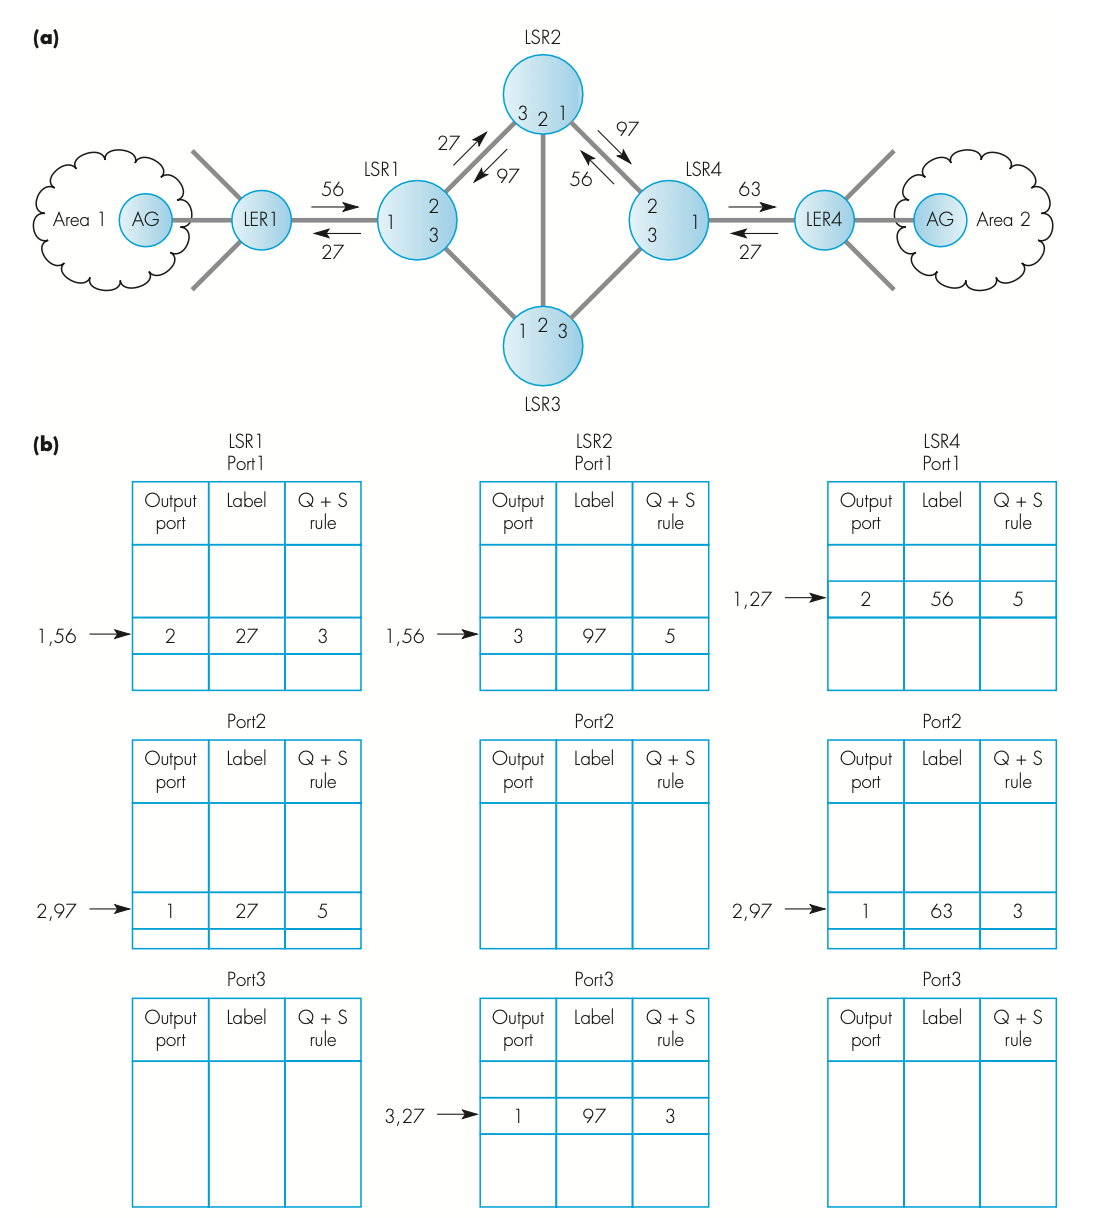 (a)
LSR2
3 2 1
27
97
97
56
LSR1
LSR4
Area 1
AG
LER1
56
27
1
2
3
2
3
1
63
27
LER4
AG
Area 2
1 2 3
LSR3
(b)
LSR1
Port1
Output port
Label
Q + S rule
1,56
2 27 3
LSR2
Port1
Output port
Label
Q + S rule
1,56
3 97 5
LSR4
Port1
Output port
Label
Q + S rule
1,27
2 56 5
Port2
Output port
Label
Q + S rule
2,97
1 27 5
Port2
Output port
Label
Q + S rule
Port2
Output port
Label
Q + S rule
2,97
1 63 3
Port3
Output port
Label
Q + S rule
Port3
Output port
Label
Q + S rule
3,27
1 97 3
Port3
Output port
Label
Q + S rule